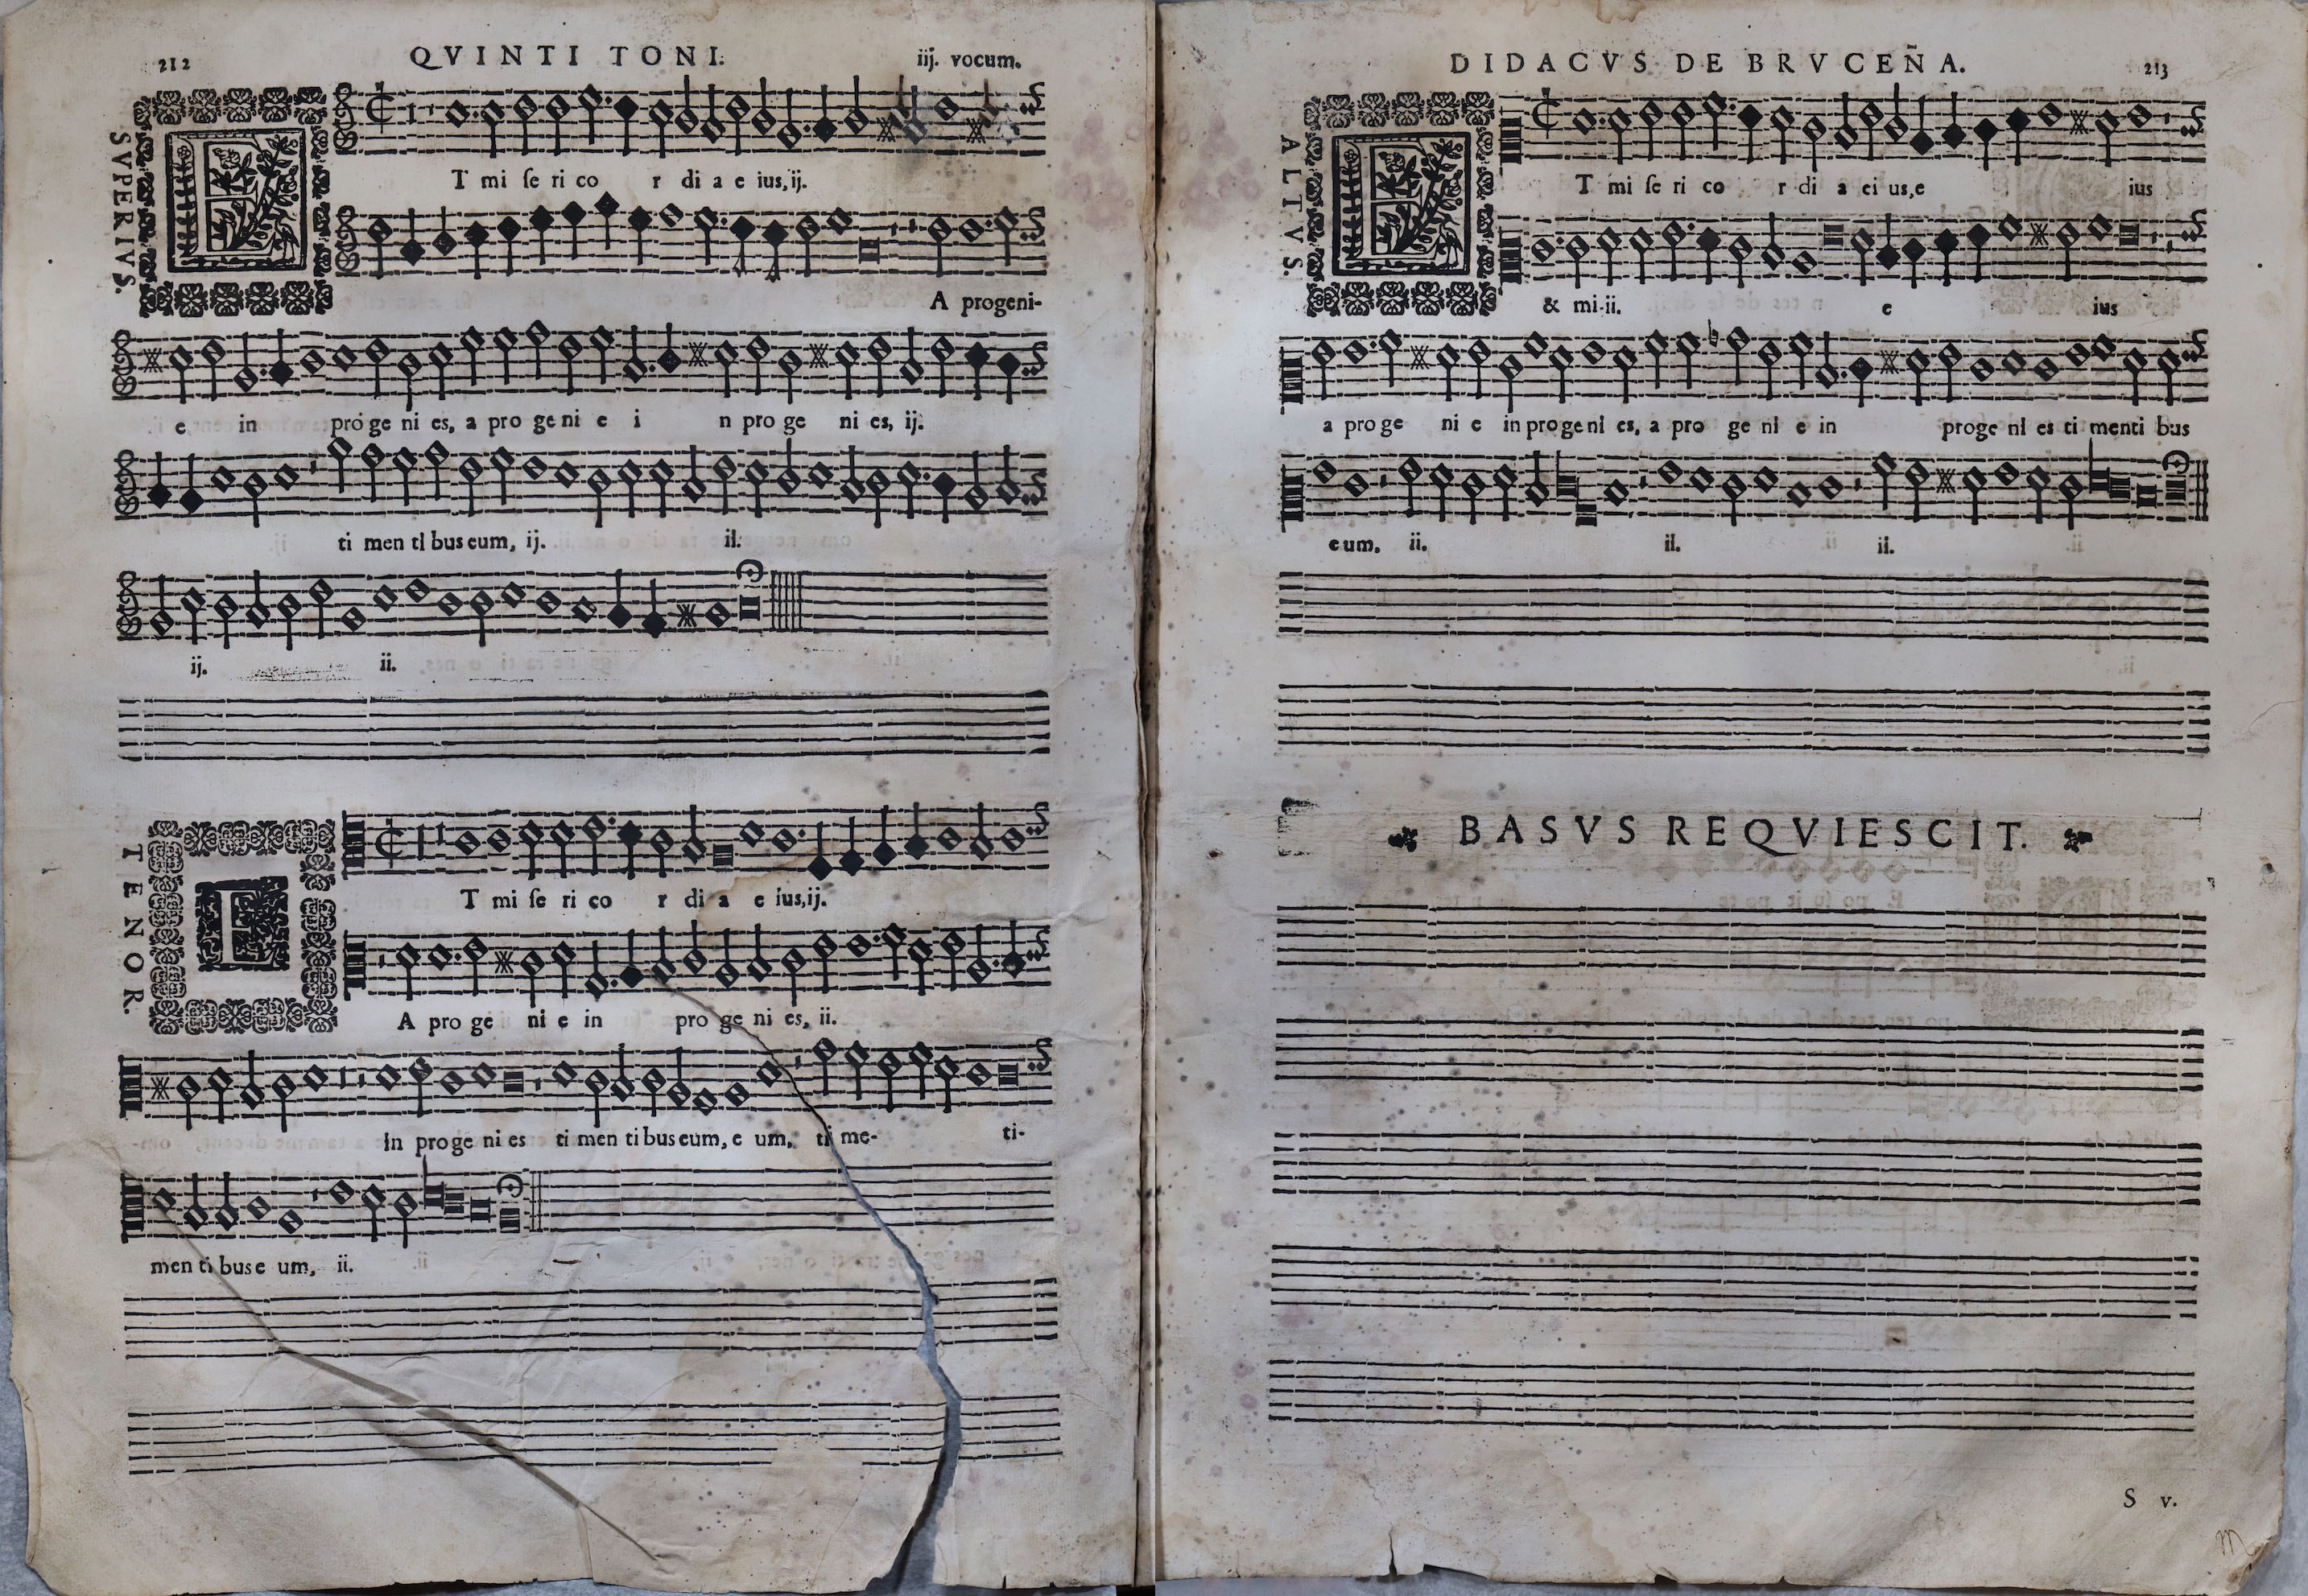 212 QVINTI TONI. iij. vocum.
SVPERIVS.
E
T mi ſe ri co r di a e ius, ij.
A progeni-
e in pro ge ni es, a pro ge ni e i n pro ge ni es, ij.
ti men ti bus eum, ij. ii.
ij. ii.
TENOR.
E
T mi ſe ri co r di a e ius, ij.
A pro ge ni e in pro ge ni es, ii.
In pro ge ni es ti men ti bus eum, e um, ti me- ti-
men ti bus e um, ii.
DIDACVS DE BRVCEÑA. 213
ALTVS.
E
T mi ſe ri co r di a ei us, e ius
& mi. ii. e ius
a pro ge ni e in pro ge ni es, a pro ge ni e in proge ni es ti menti bus
eum. ii. ii. ii.
BASVS REQVIESCIT.
S v.